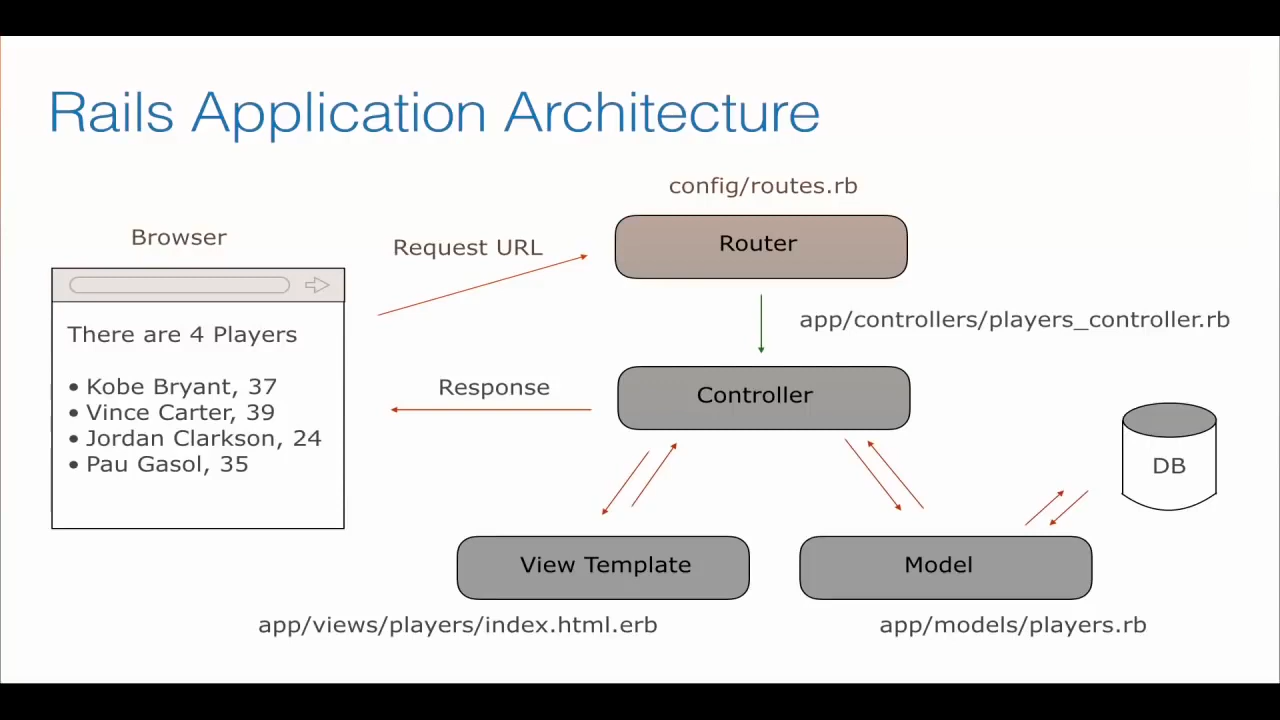 Rails Application Architecture
config/routes.rb
Browser
Request URL
Router
There are 4 Players
app/controllers/players_controller.rb
• Kobe Bryant, 37
• Vince Carter, 39
• Jordan Clarkson, 24
• Pau Gasol, 35
Response
Controller
DB
View Template
Model
app/views/players/index.html.erb
app/models/players.rb